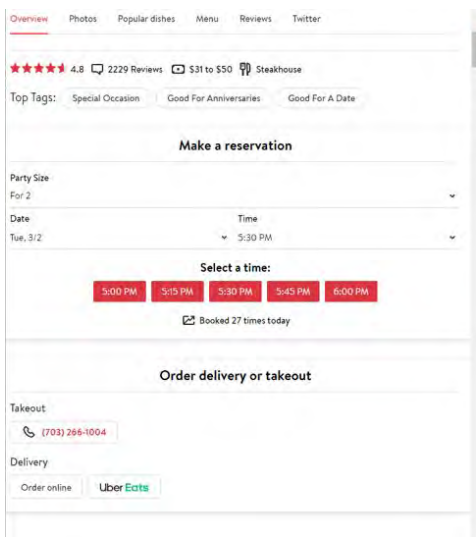 Overview Photos Popular dishes Menu Reviews Twitter
4.8 2229 Reviews $31 to $50 Steakhouse
Top Tags: Special Occasion Good For Anniversaries Good For A Date
Make a reservation
Party Size
For 2
Date Time
Tue, 3/2 5:30 PM
Select a time:
5:00 PM 5:15 PM 5:30 PM 5:45 PM 6:00 PM
Booked 27 times today
Order delivery or takeout
Takeout
(703) 266-1004
Delivery
Order online Uber Eats